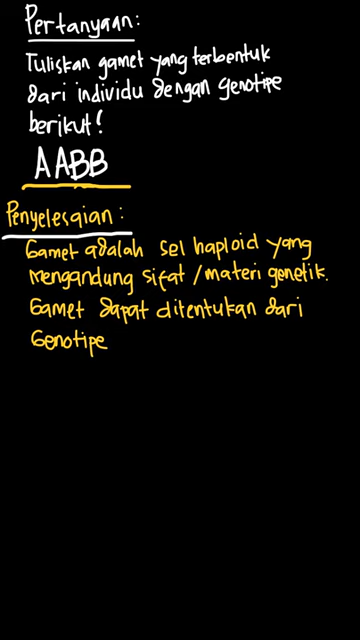 Pertanyaan:
Tuliskan gamet yang terbentuk
dari individu dengan genotipe
berikut!
AABB
Penyelesaian:
Gamet adalah sel haploid yang
mengandung sifat /materi genetik.
Gamet dapat ditentukan dari
Genotipe